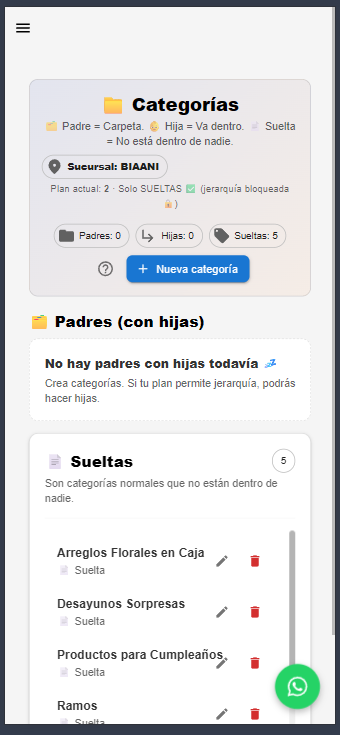 Categorías
Padre = Carpeta. Hija = Va dentro. Suelta
= No está dentro de nadie.
Sucursal: BIAANI
Plan actual: 2 · Solo SUELTAS ✅ (jerarquía bloqueada
🔒)
Padres: 0
Hijas: 0
Sueltas: 5
Nueva categoría
Padres (con hijas)
No hay padres con hijas todavía 💤
Crea categorías. Si tu plan permite jerarquía, podrás
hacer hijas.
Sueltas
5
Son categorías normales que no están dentro de
nadie.
Arreglos Florales en Caja
Suelta
Desayunos Sorpresas
Suelta
Productos para Cumpleaños
Suelta
Ramos
Suelta